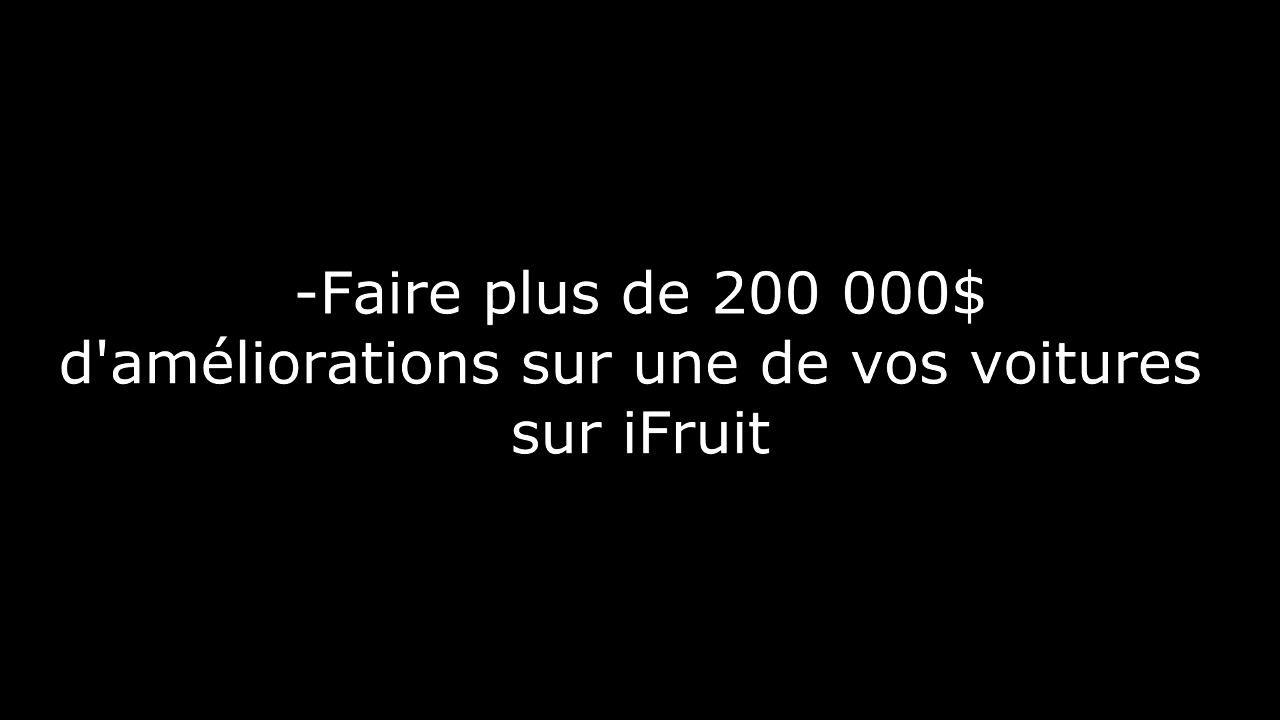 -Faire plus de 200 000$
d'améliorations sur une de vos voitures
sur iFruit